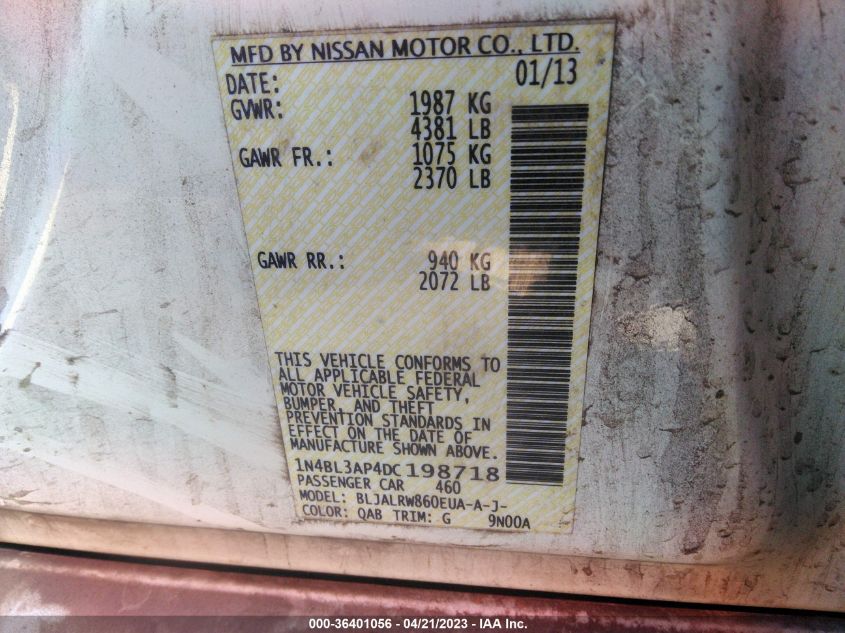 MFD BY NISSAN MOTOR CO., LTD.
DATE: 01/13
GVWR: 1987 KG
4381 LB
GAWR FR.: 1075 KG
2370 LB
GAWR RR.: 940 KG
2072 LB
THIS VEHICLE CONFORMS TO
ALL APPLICABLE FEDERAL
MOTOR VEHICLE SAFETY,
BUMPER, AND THEFT
PREVENTION STANDARDS IN
EFFECT ON THE DATE OF
MANUFACTURE SHOWN ABOVE.
1N4BL3AP4DC198718
PASSENGER CAR 460
MODEL: BLJALRW860EUA-A-J-
COLOR: QAB TRIM: G 9N00A
000-36401056 - 04/21/2023 - IAA Inc.